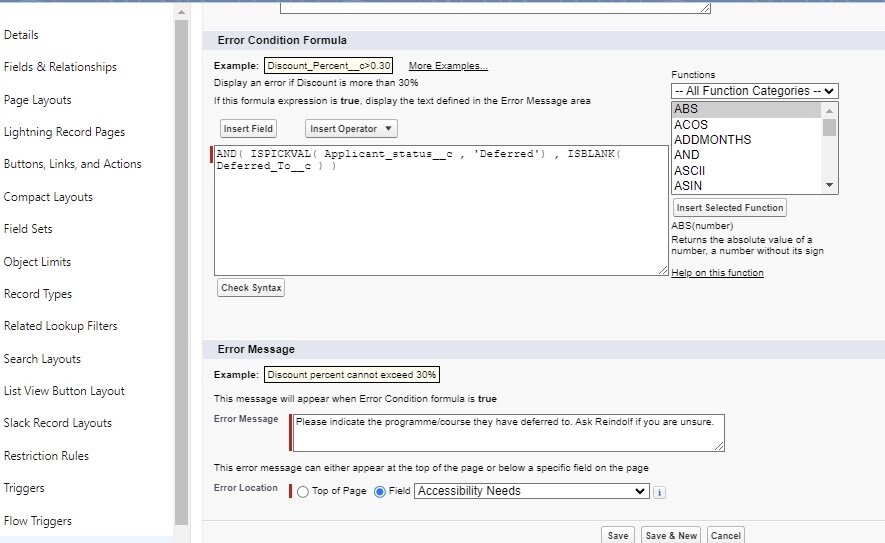 Details
Fields & Relationships
Page Layouts
Lightning Record Pages
Buttons, Links, and Actions
Compact Layouts
Field Sets
Object Limits
Record Types
Related Lookup Filters
Search Layouts
List View Button Layout
Slack Record Layouts
Restriction Rules
Triggers
Flow Triggers
Error Condition Formula
Example: Discount_Percent__c>0.30 More Examples...
Display an error if Discount is more than 30%
If this formula expression is true, display the text defined in the Error Message area
Insert Field Insert Operator
AND( ISPICKVAL( Applicant_status__c , 'Deferred') , ISBLANK(
Deferred_To__c ) )
Check Syntax
Functions
-- All Function Categories --
ABS
ACOS
ADDMONTHS
AND
ASCII
ASIN
Insert Selected Function
ABS(number)
Returns the absolute value of a
number, a number without its sign
Help on this function
Error Message
Example: Discount percent cannot exceed 30%
This message will appear when Error Condition formula is true
Error Message Please indicate the programme/course they have deferred to. Ask Reindolf if you are unsure.
This error message can either appear at the top of the page or below a specific field on the page
Error Location Top of Page Field Accessibility Needs i
Save Save & New Cancel